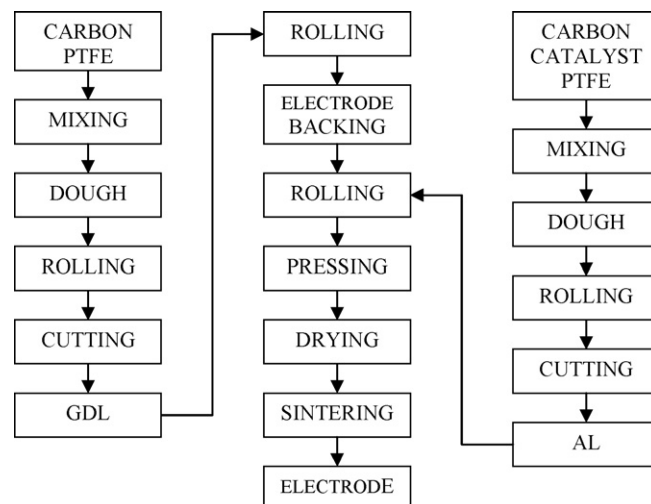 CARBON
PTFE
MIXING
DOUGH
ROLLING
CUTTING
GDL
ROLLING
ELECTRODE
BACKING
ROLLING
PRESSING
DRYING
SINTERING
ELECTRODE
CARBON
CATALYST
PTFE
MIXING
DOUGH
ROLLING
CUTTING
AL